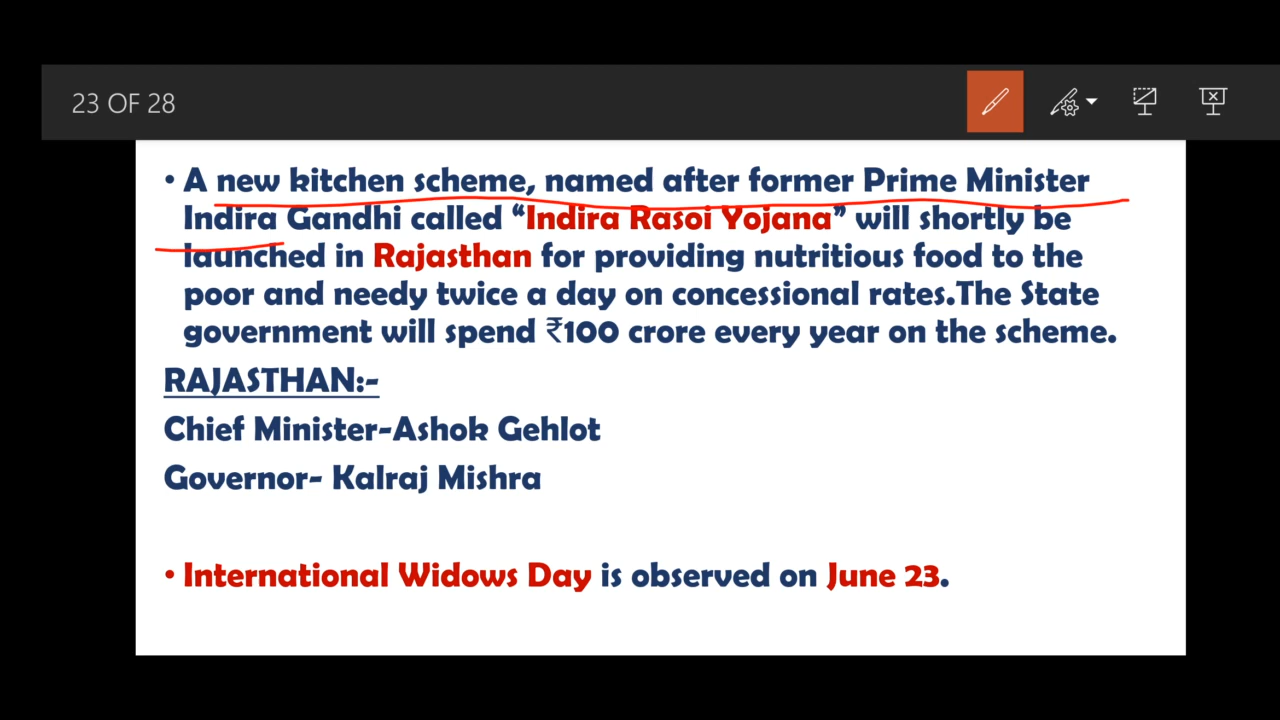 23 OF 28
• A new kitchen scheme, named after former Prime Minister
Indira Gandhi called “Indira Rasoi Yojana” will shortly be
launched in Rajasthan for providing nutritious food to the
poor and needy twice a day on concessional rates.The State
government will spend ₹100 crore every year on the scheme.
RAJASTHAN:-
Chief Minister-Ashok Gehlot
Governor- Kalraj Mishra
• International Widows Day is observed on June 23.